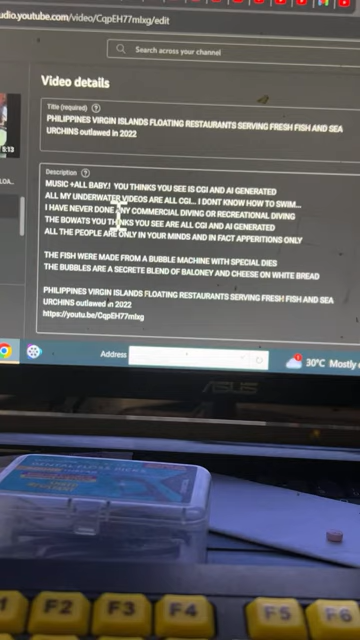 udio.youtube.com/video/CqpEH77mlxg/edit
Search across your channel
Video details
Title (required)
PHILIPPINES VIRGIN ISLANDS FLOATING RESTAURANTS SERVING FRESH FISH AND SEA
URCHINS outlawed in 2022
5:13
Description
MUSIC +ALL BABY.! YOU THINKS YOU SEE IS CGI AND AI GENERATED
ALL MY UNDERWATER VIDEOS ARE ALL CGI... I DONT KNOW HOW TO SWIM...
I HAVE NEVER DONE ANY COMMERCIAL DIVING OR RECREATIONAL DIVING
THE BOWATS YOU THINKS YOU SEE ARE ALL CGI AND AI GENERATED
ALL THE PEOPLE ARE ONLY IN YOUR MINDS AND IN FACT APPERITIONS ONLY
THE FISH WERE MADE FROM A BUBBLE MACHINE WITH SPECIAL DIES
THE BUBBLES ARE A SECRETE BLEND OF BALONEY AND CHEESE ON WHITE BREAD
PHILIPPINES VIRGIN ISLANDS FLOATING RESTAURANTS SERVING FRESH FISH AND SEA
URCHINS outlawed in 2022
https://youtu.be/CqpEH77mlxg
Address
30°C Mostly
ASUS
F2 F3 F4 F5 F6